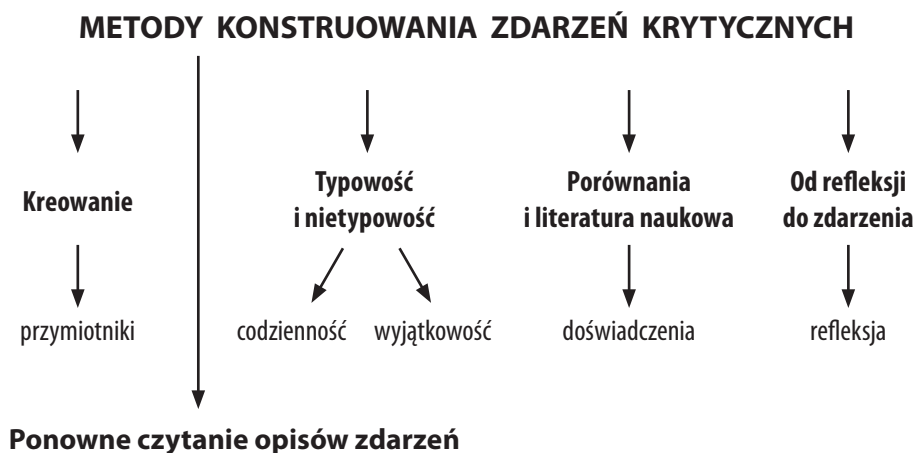 METODY KONSTRUOWANIA ZDARZEŃ KRYTYCZNYCH
Kreowanie
przymiotniki
Typowość
i nietypowość
codzienność wyjątkowość
Porównania
i literatura naukowa
doświadczenia
Od refleksji
do zdarzenia
refleksja
Ponowne czytanie opisów zdarzeń